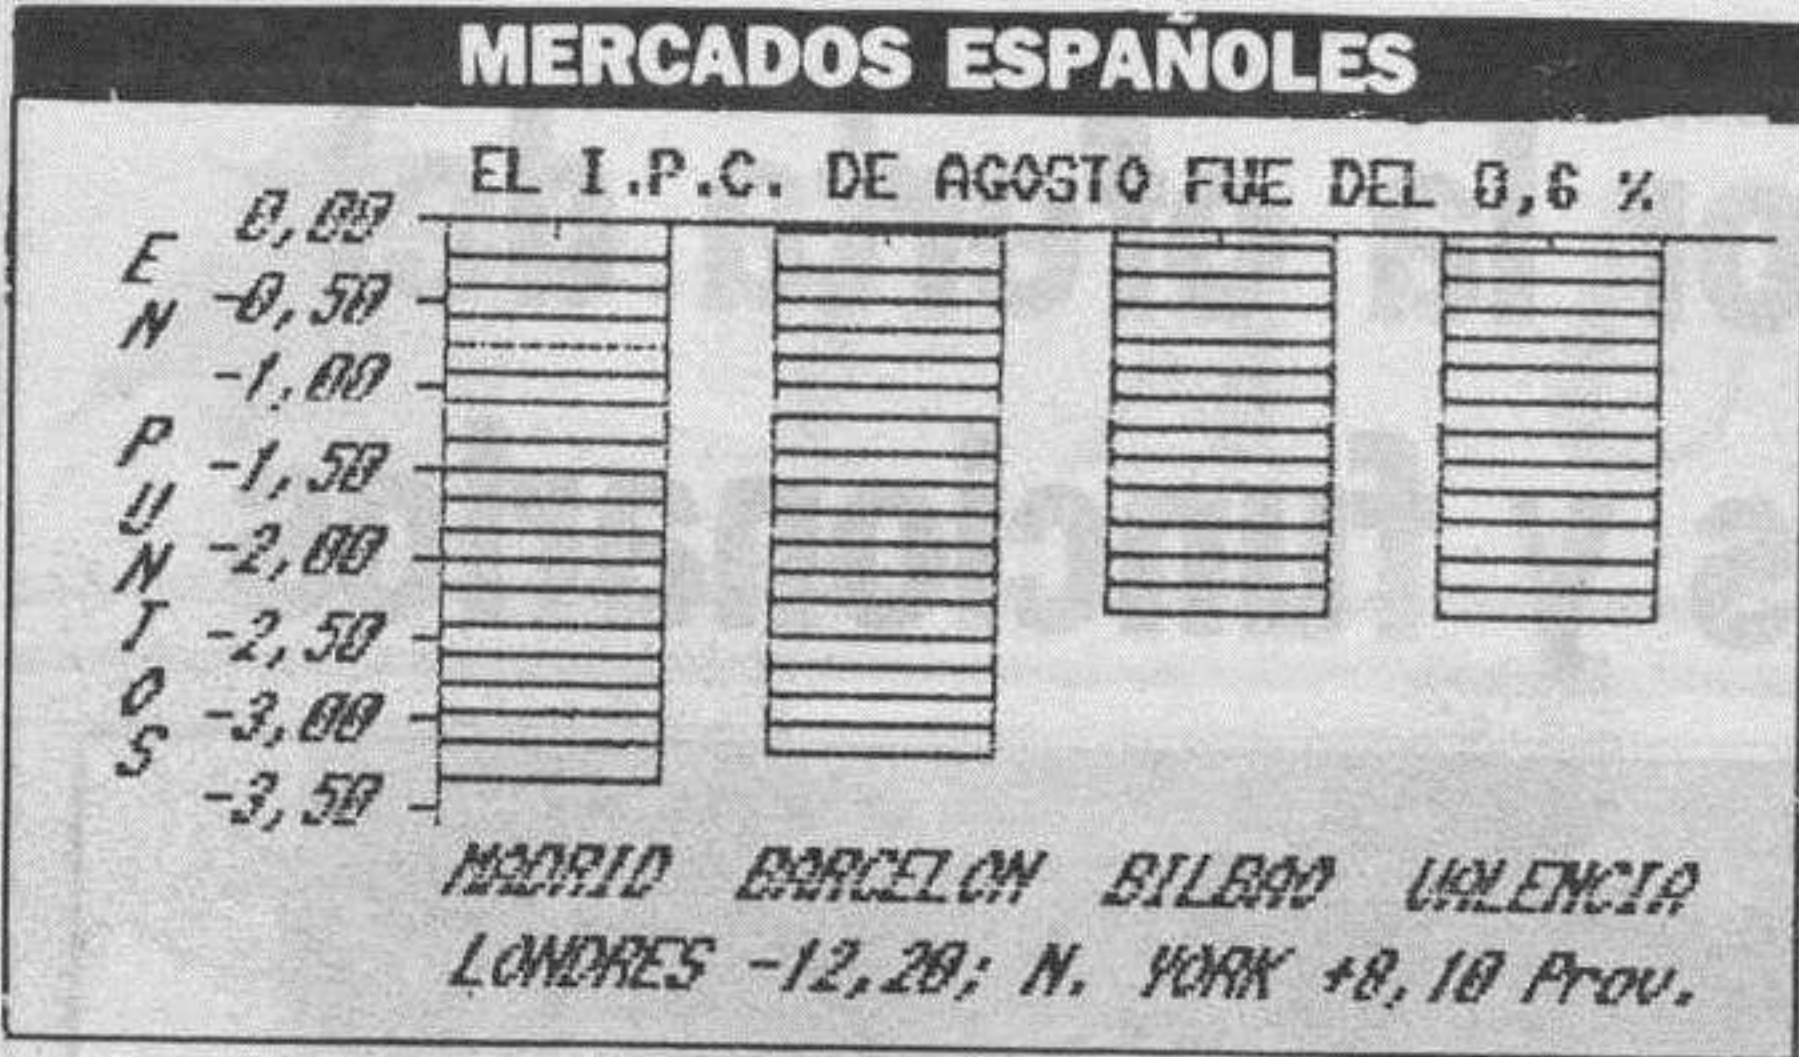 MERCADOS ESPAÑOLES
EL I.P.C. DE AGOSTO FUE DEL 0,6 %
EN PUNTOS
0,00
-0,50
-1,00
-1,50
-2,00
-2,50
-3,00
-3,50
MADRID BARCELON BILBAO VALENCIA
LONDRES -12,20; N. YORK +8,10 Prov.